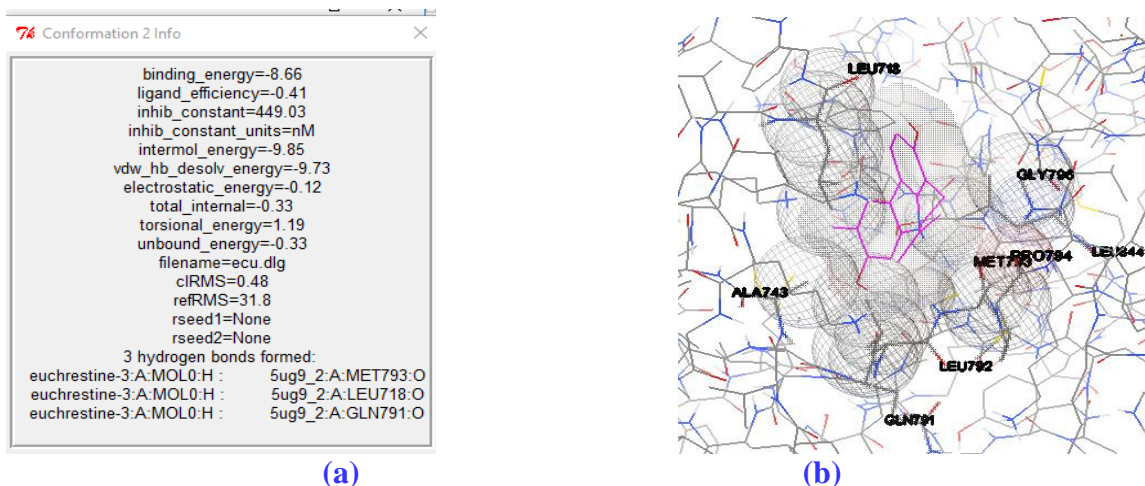 Conformation 2 Info
binding_energy=-8.66
ligand_efficiency=-0.41
inhib_constant=449.03
inhib_constant_units=nM
intermol_energy=-9.85
vdw_hb_desolv_energy=-9.73
electrostatic_energy=-0.12
total_internal=-0.33
torsional_energy=1.19
unbound_energy=-0.33
filename=ecu.dlg
clRMS=0.48
refRMS=31.8
rseed1=None
rseed2=None
3 hydrogen bonds formed:
euchrestine-3:A:MOL0:H : 5ug9_2:A:MET793:O
euchrestine-3:A:MOL0:H : 5ug9_2:A:LEU718:O
euchrestine-3:A:MOL0:H : 5ug9_2:A:GLN791:O
(a)
LEU718
GLY796
MET793
PRO794
LEU844
ALA743
LEU792
GLN791
(b)